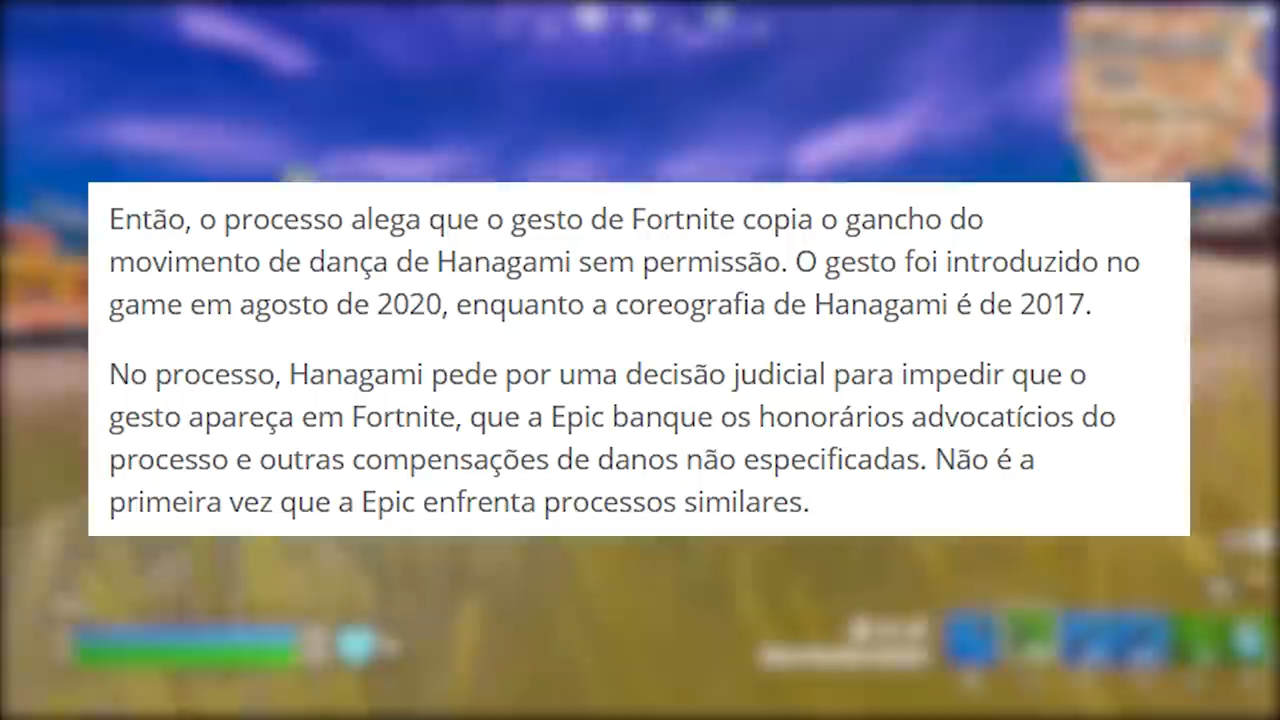 Então, o processo alega que o gesto de Fortnite copia o gancho do
movimento de dança de Hanagami sem permissão. O gesto foi introduzido no
game em agosto de 2020, enquanto a coreografia de Hanagami é de 2017.
No processo, Hanagami pede por uma decisão judicial para impedir que o
gesto apareça em Fortnite, que a Epic banque os honorários advocatícios do
processo e outras compensações de danos não especificadas. Não é a
primeira vez que a Epic enfrenta processos similares.